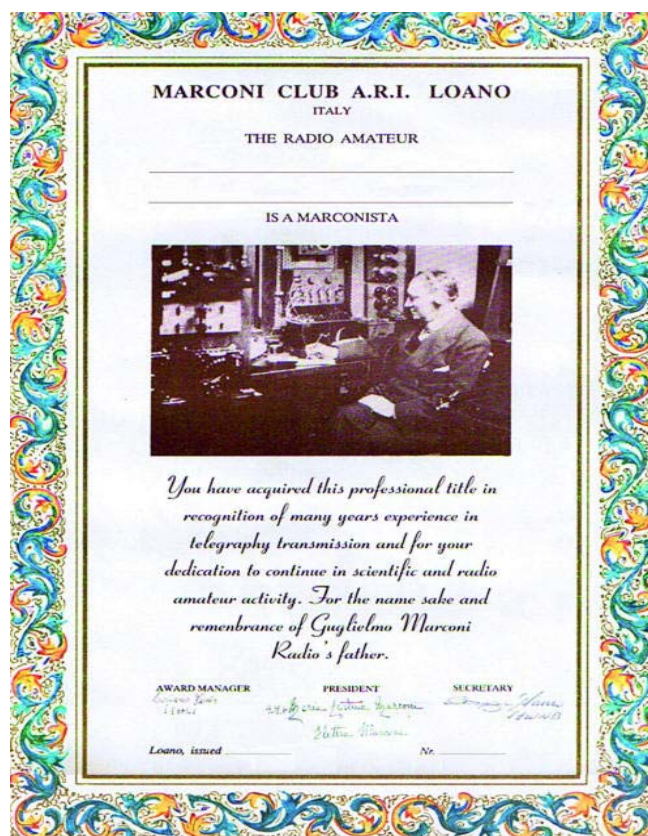 MARCONI CLUB A.R.I. LOANO
ITALY
THE RADIO AMATEUR
IS A MARCONISTA
You have acquired this professional title in
recognition of many years experience in
telegraphy transmission and for your
dedication to continue in scientific and radio
amateur activity. For the name sake and
remenbrance of Guglielmo Marconi
Radio's father.
AWARD MANAGER PRESIDENT SECRETARY
Marconi
Elettra Marconi
Loano, issued Nr.